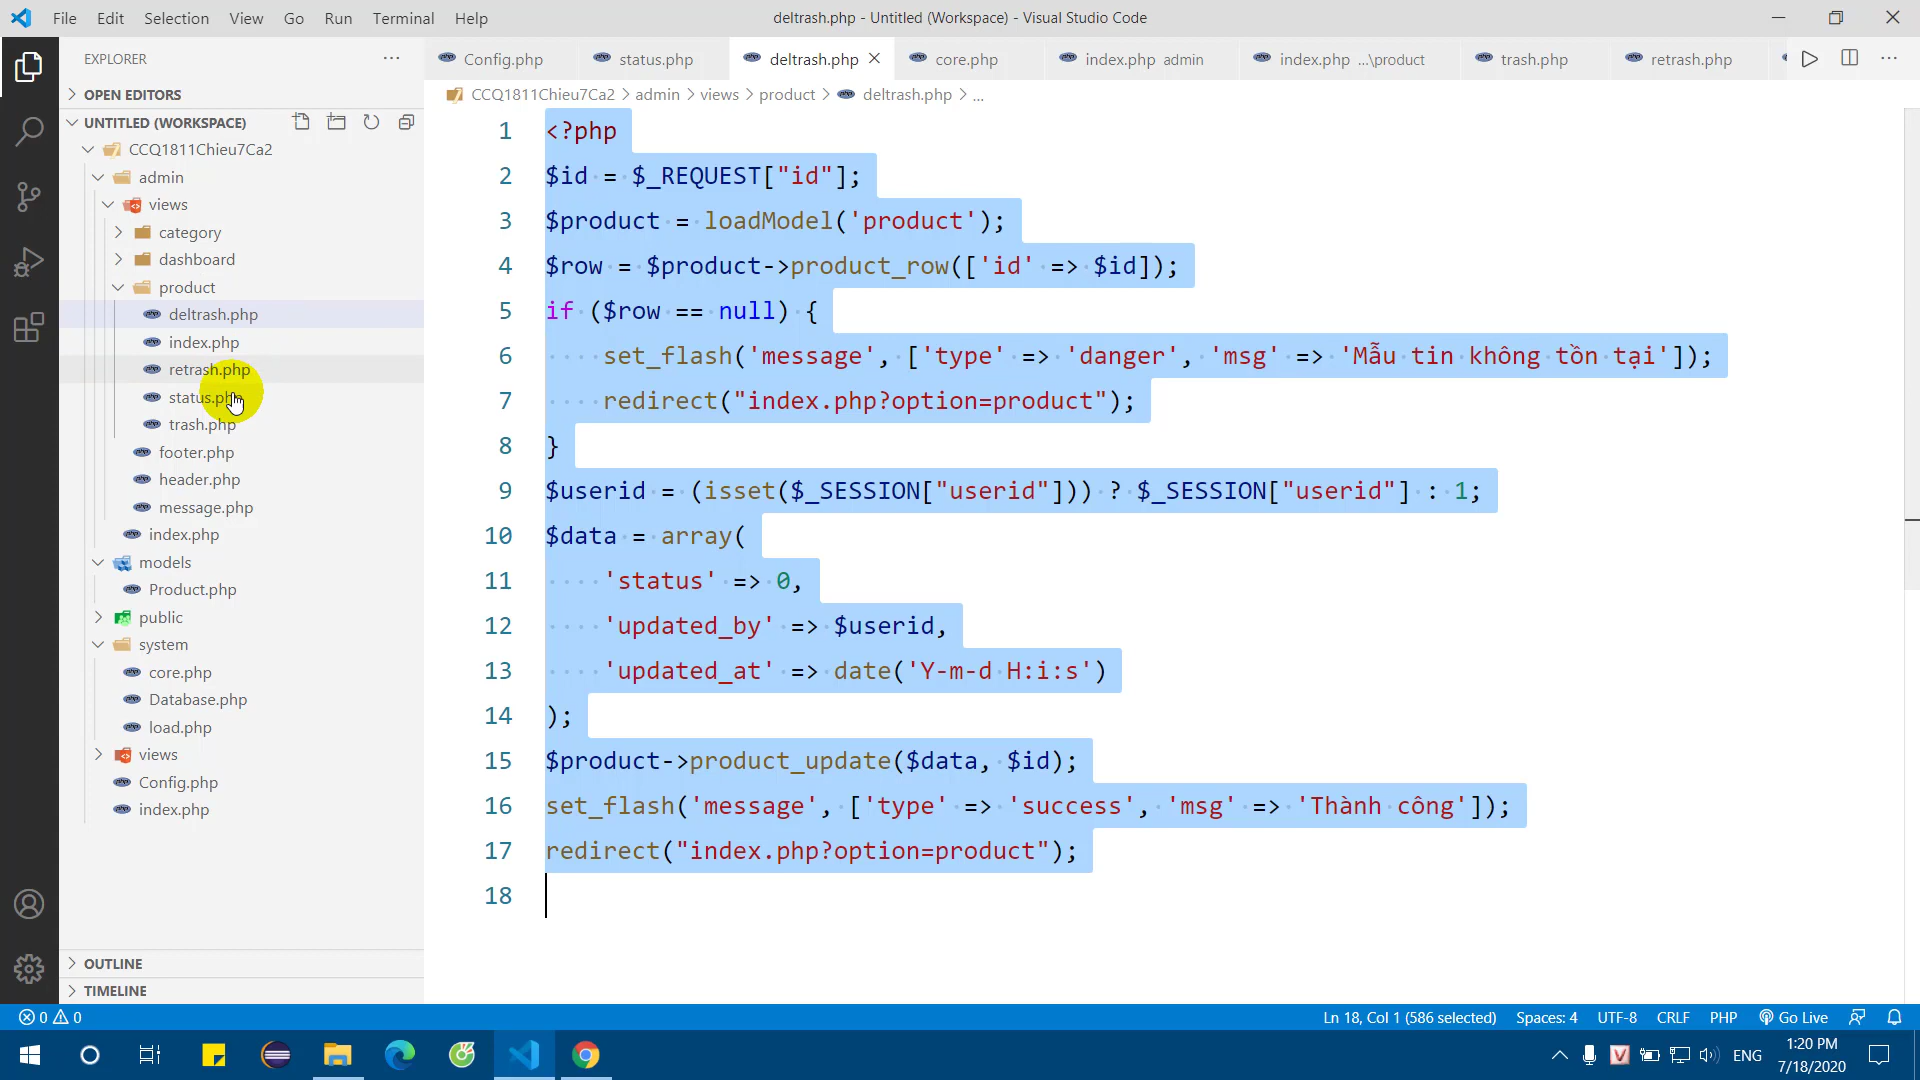 File Edit Selection View Go Run Terminal Help
deltrash.php - Untitled (Workspace) - Visual Studio Code
EXPLORER
Config.php
status.php
deltrash.php
core.php
index.php admin
index.php ...\product
trash.php
retrash.php
OPEN EDITORS
UNTITLED (WORKSPACE)
CCQ1811Chieu7Ca2
admin
views
category
dashboard
product
deltrash.php
index.php
retrash.php
status.php
trash.php
footer.php
header.php
message.php
index.php
models
Product.php
public
system
core.php
Database.php
load.php
views
Config.php
index.php
OUTLINE
TIMELINE
CCQ1811Chieu7Ca2 > admin > views > product > deltrash.php > ...
1 <?php
2 $id = $_REQUEST["id"];
3 $product = loadModel('product');
4 $row = $product->product_row(['id' => $id]);
5 if ($row == null) {
6 set_flash('message', ['type' => 'danger', 'msg' => 'Mẫu tin không tồn tại']);
7 redirect("index.php?option=product");
8 }
9 $userid = (isset($_SESSION["userid"])) ? $_SESSION["userid"] : 1;
10 $data = array(
11 'status' => 0,
12 'updated_by' => $userid,
13 'updated_at' => date('Y-m-d H:i:s')
14 );
15 $product->product_update($data, $id);
16 set_flash('message', ['type' => 'success', 'msg' => 'Thành công']);
17 redirect("index.php?option=product");
18
0 0
Ln 18, Col 1 (586 selected) Spaces: 4 UTF-8 CRLF PHP Go Live
ENG
1:20 PM
7/18/2020